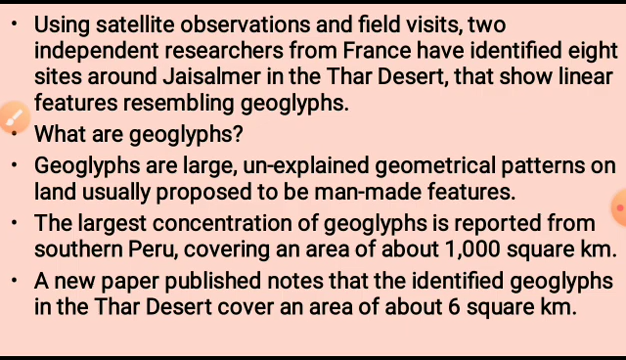 • Using satellite observations and field visits, two
independent researchers from France have identified eight
sites around Jaisalmer in the Thar Desert, that show linear
features resembling geoglyphs.
• What are geoglyphs?
• Geoglyphs are large, un-explained geometrical patterns on
land usually proposed to be man-made features.
• The largest concentration of geoglyphs is reported from
southern Peru, covering an area of about 1,000 square km.
• A new paper published notes that the identified geoglyphs
in the Thar Desert cover an area of about 6 square km.